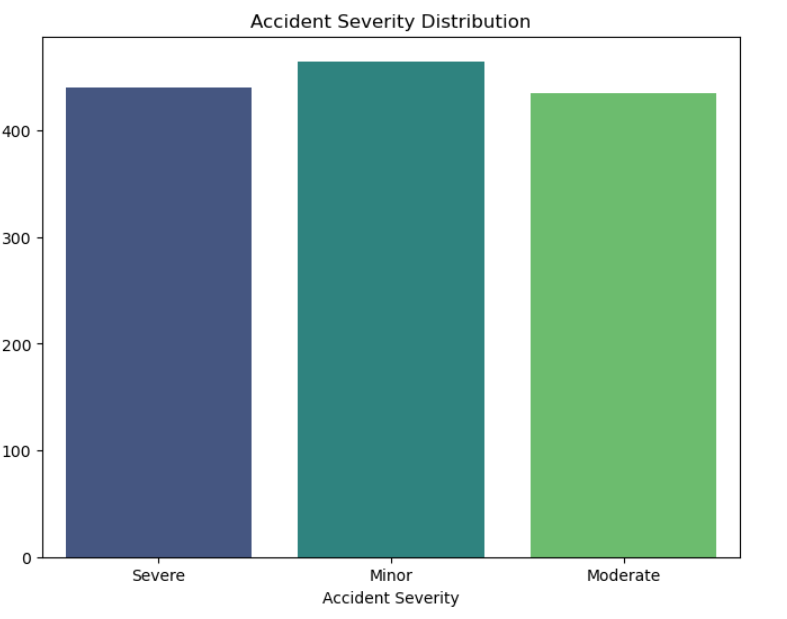 Accident Severity Distribution
400
300
200
100
0
Severe Minor Moderate
Accident Severity